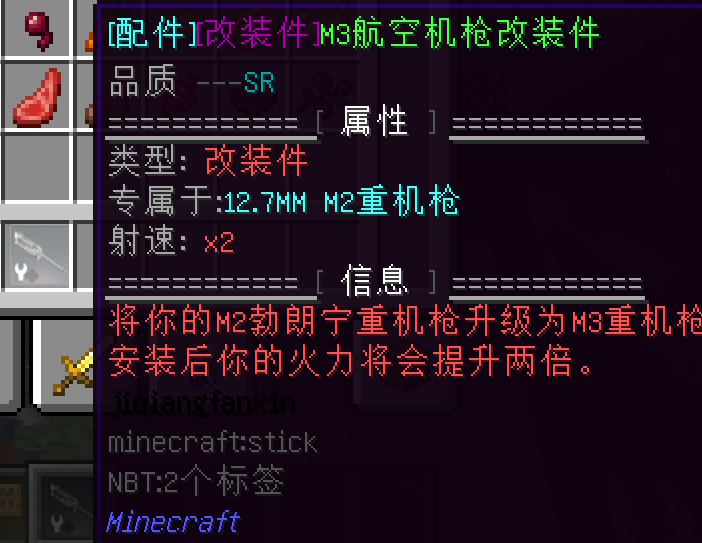 [配件][改装件]M3航空机枪改装件
品质 ---SR
============ [ 属性 ] ============
类型: 改装件
专属于:12.7MM M2重机枪
射速: x2
============ [ 信息 ] ============
将你的M2勃朗宁重机枪升级为M3重机枪
安装后你的火力将会提升两倍。
jiqiangfanxin
minecraft:stick
NBT:2个标签
Minecraft